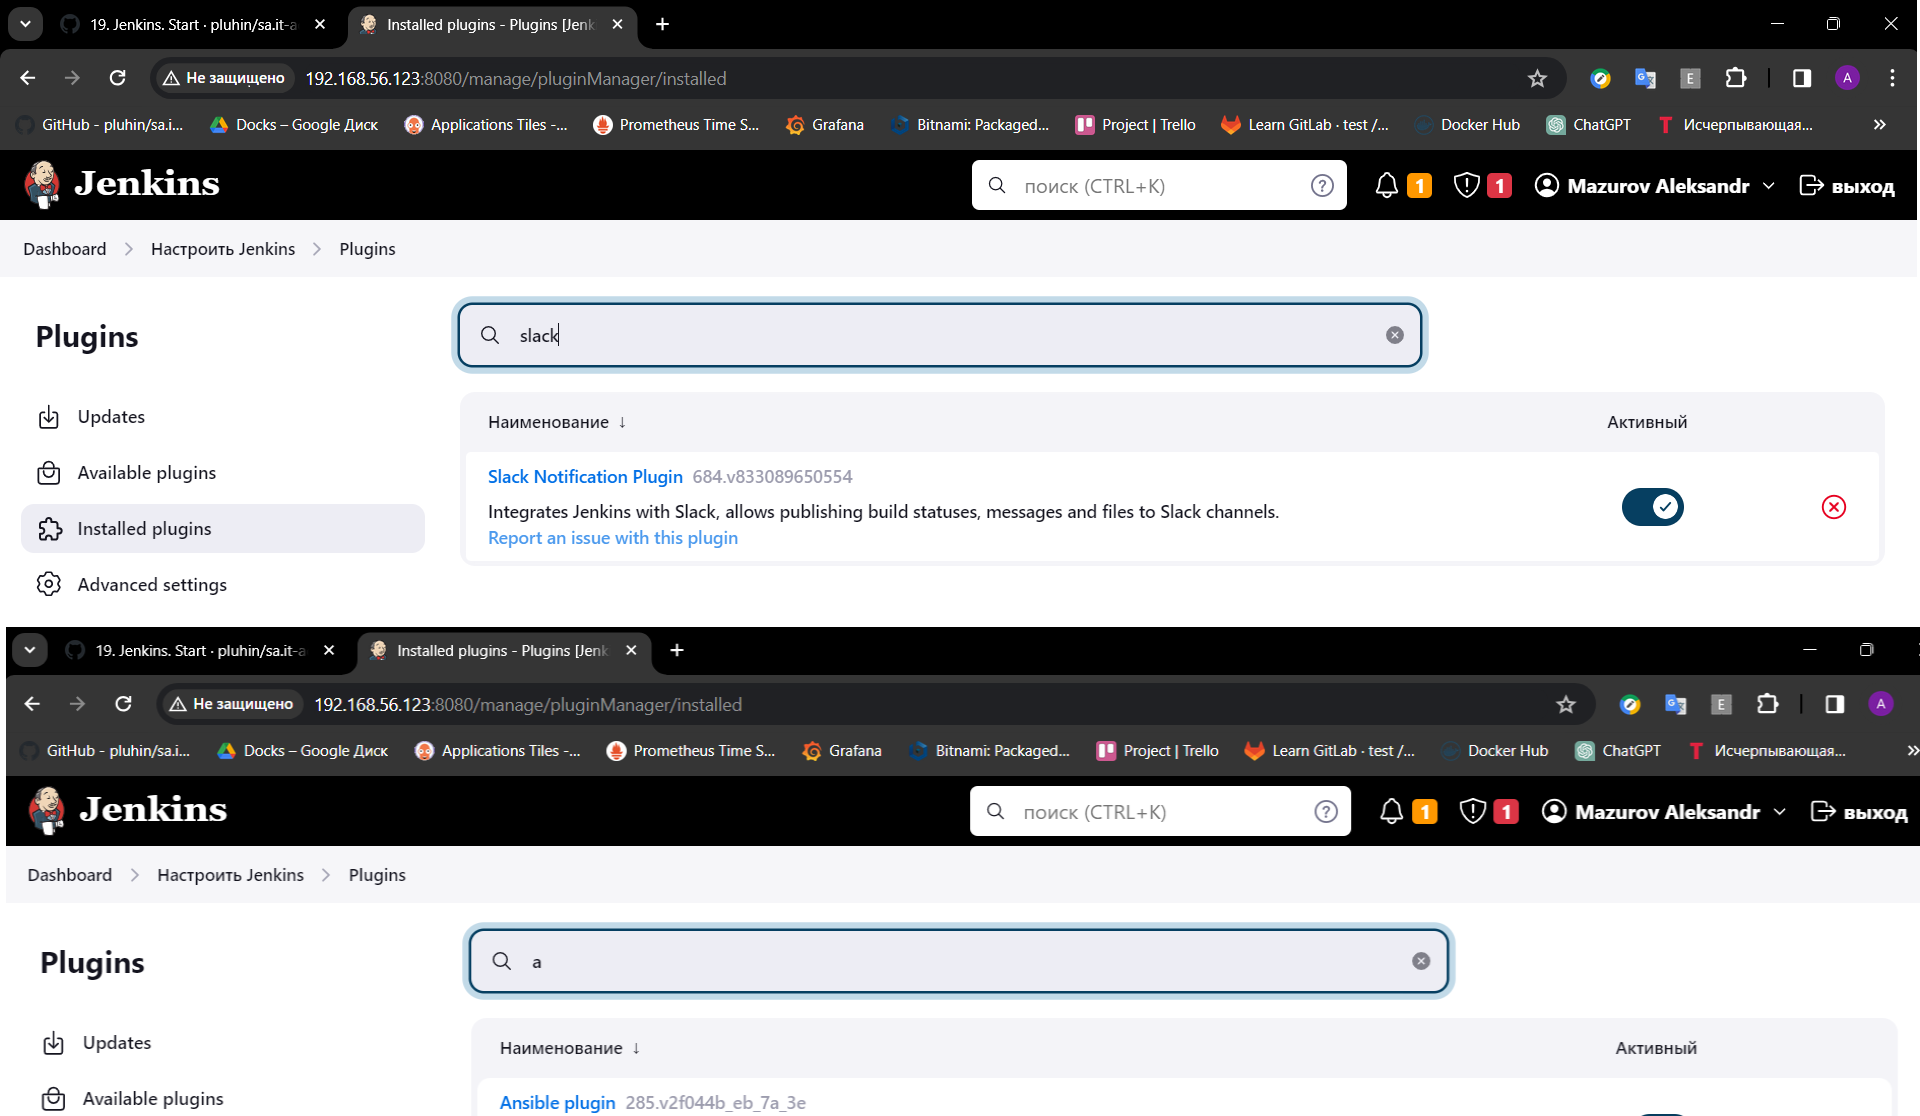 19. Jenkins. Start · pluhin/sa.it-a
Installed plugins - Plugins [Jenk
Не защищено
192.168.56.123:8080/manage/pluginManager/installed
E
A
GitHub - pluhin/sa.i...
Docks – Google Диск
Applications Tiles -...
Prometheus Time S...
Grafana
Bitnami: Packaged...
Project | Trello
Learn GitLab · test /...
Docker Hub
ChatGPT
Исчерпывающая...
Jenkins
поиск (CTRL+K)
1
1
Mazurov Aleksandr
выход
Dashboard
Настроить Jenkins
Plugins
Plugins
slack
Updates
Available plugins
Installed plugins
Advanced settings
Наименование ↓
Активный
Slack Notification Plugin 684.v833089650554
Integrates Jenkins with Slack, allows publishing build statuses, messages and files to Slack channels.
Report an issue with this plugin
19. Jenkins. Start · pluhin/sa.it-a
Installed plugins - Plugins [Jenk
Не защищено
192.168.56.123:8080/manage/pluginManager/installed
E
A
GitHub - pluhin/sa.i...
Docks – Google Диск
Applications Tiles -...
Prometheus Time S...
Grafana
Bitnami: Packaged...
Project | Trello
Learn GitLab · test /...
Docker Hub
ChatGPT
Исчерпывающая...
Jenkins
поиск (CTRL+K)
1
1
Mazurov Aleksandr
выход
Dashboard
Настроить Jenkins
Plugins
Plugins
a
Updates
Available plugins
Наименование ↓
Активный
Ansible plugin 285.v2f044b_eb_7a_3e